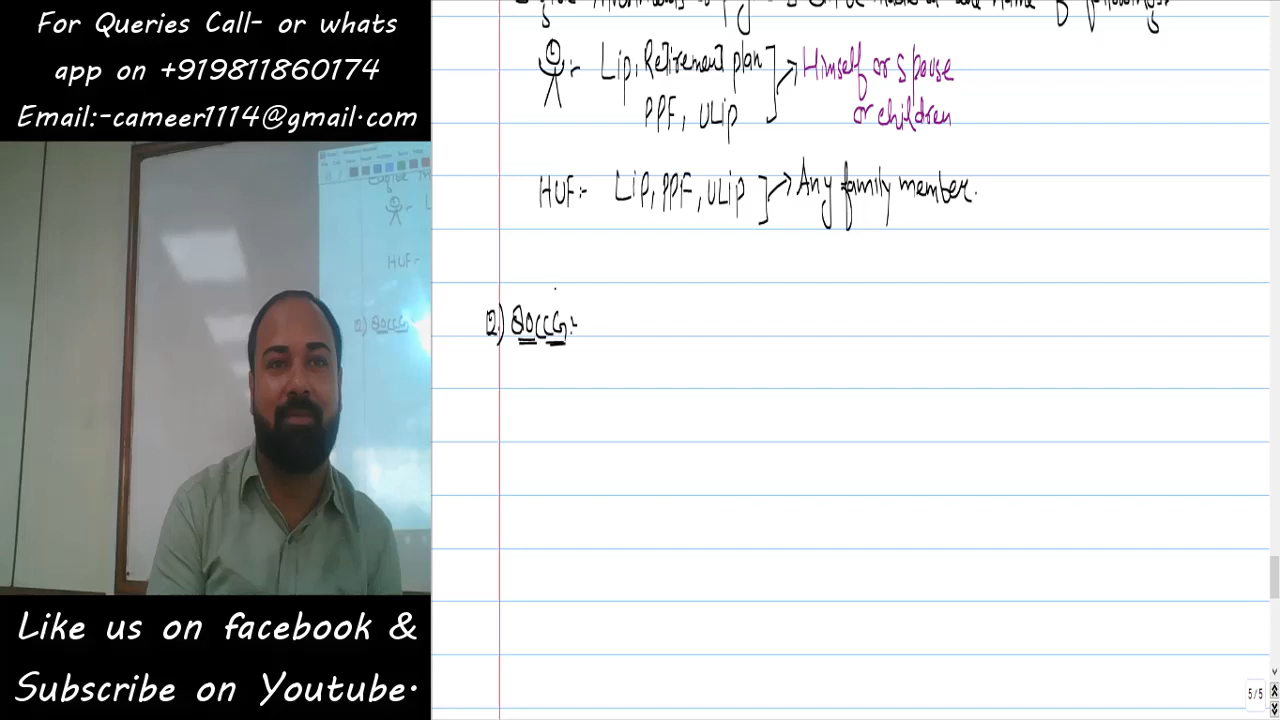 For Queries Call- or whats
app on +919811860174
Email:-cameer1114@gmail.com
Like us on facebook &
Subscribe on Youtube.
:- Lip, Retirement plan
PPF, ULip
Himself or spouse
or children
HUF:- LiP, PPF, ULip Any family member.
2.) 80CCG:-
5/5
HUF-